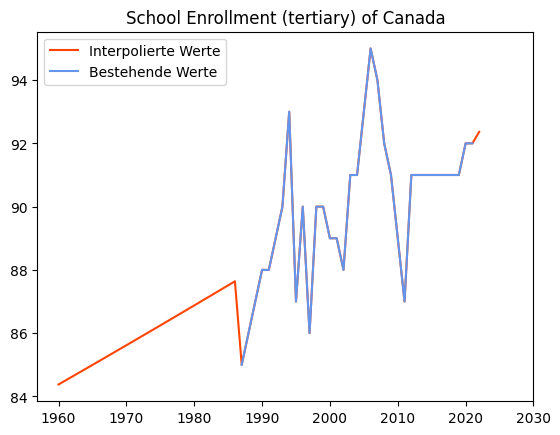 School Enrollment (tertiary) of Canada
Interpolierte Werte
Bestehende Werte
94
92
90
88
86
84
1960 1970 1980 1990 2000 2010 2020 2030